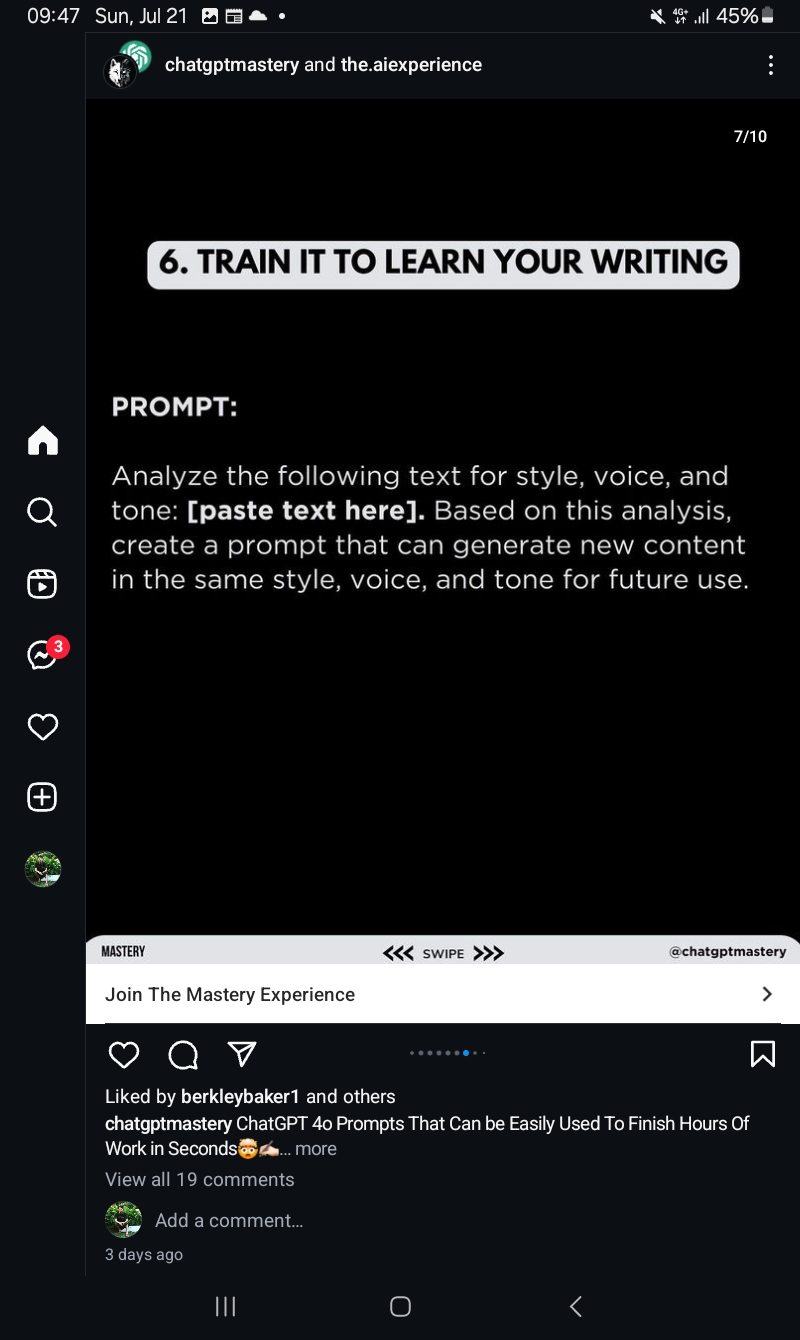 09:47 Sun, Jul 21
4G+ 45%
chatgptmastery and the.aiexperience
7/10
6. TRAIN IT TO LEARN YOUR WRITING
PROMPT:
Analyze the following text for style, voice, and
tone: [paste text here]. Based on this analysis,
create a prompt that can generate new content
in the same style, voice, and tone for future use.
3
MASTERY <<< SWIPE >>> @chatgptmastery
Join The Mastery Experience
Liked by berkleybaker1 and others
chatgptmastery ChatGPT 4o Prompts That Can be Easily Used To Finish Hours Of
Work in Seconds🤯✍🏻... more
View all 19 comments
Add a comment...
3 days ago